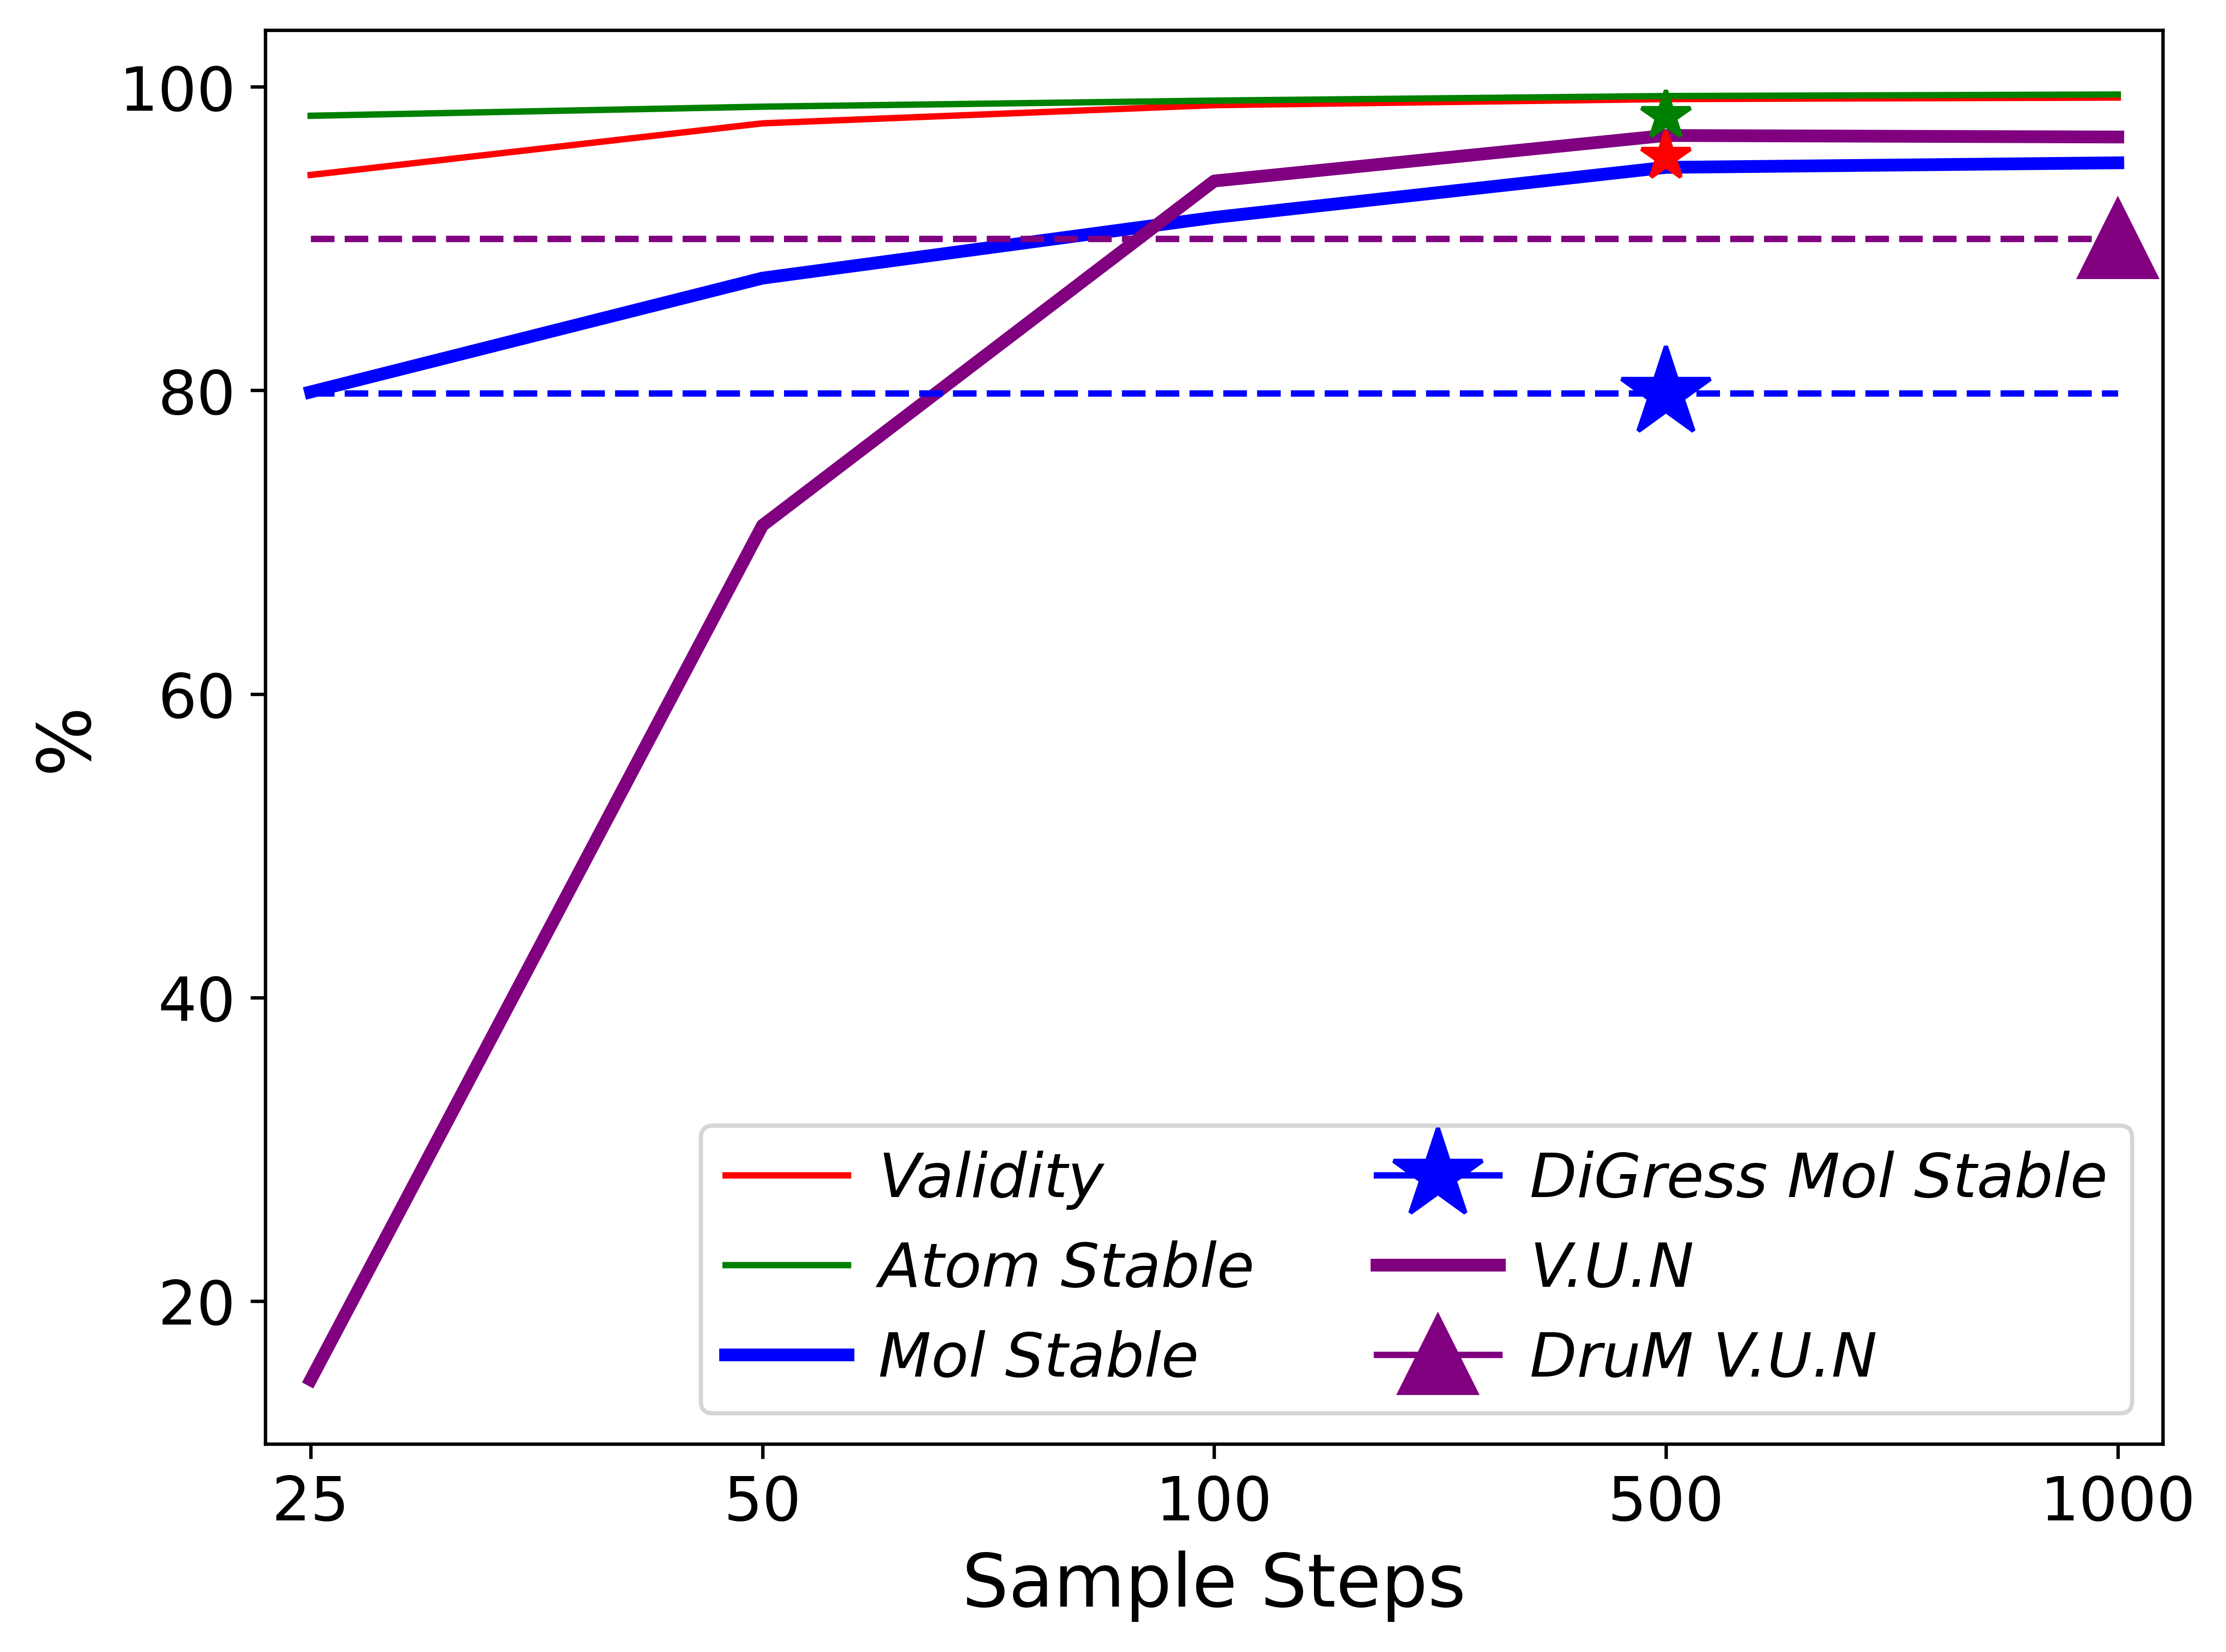 100
80
60
40
20
%
Validity
Atom Stable
Mol Stable
DiGress Mol Stable
V.U.N
DruM V.U.N
25 50 100 500 1000
Sample Steps